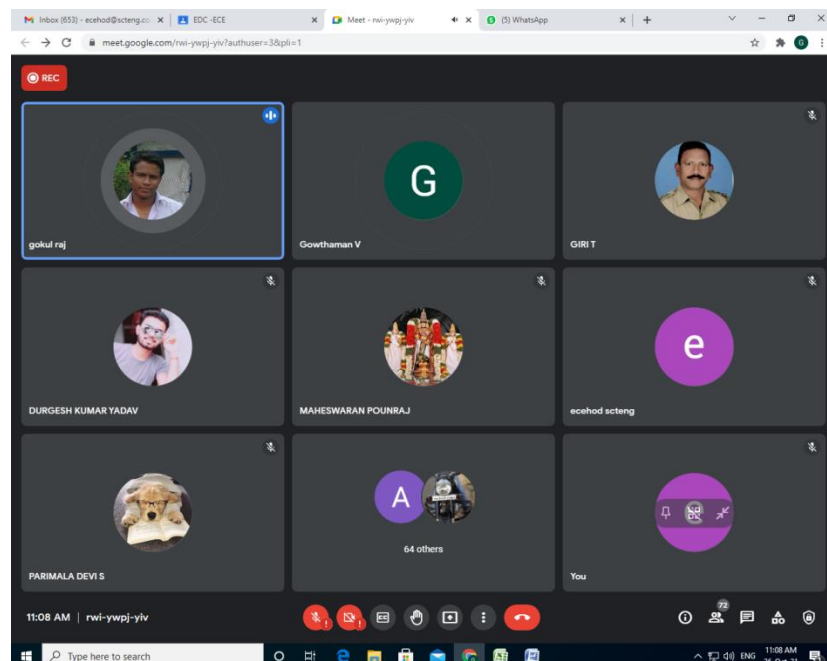 Inbox (653) - ecehod@scteng.co
EDC -ECE
Meet - rwi-ywpj-yiv
(5) WhatsApp
meet.google.com/rwi-ywpj-yiv?authuser=3&pli=1
G
REC
gokul raj
G
Gowthaman V
GIRI T
DURGESH KUMAR YADAV
MAHESWARAN POUNRAJ
e
ecehod scteng
PARIMALA DEVI S
A
64 others
You
11:08 AM | rwi-ywpj-yiv
72
Type here to search
ENG
11:08 AM